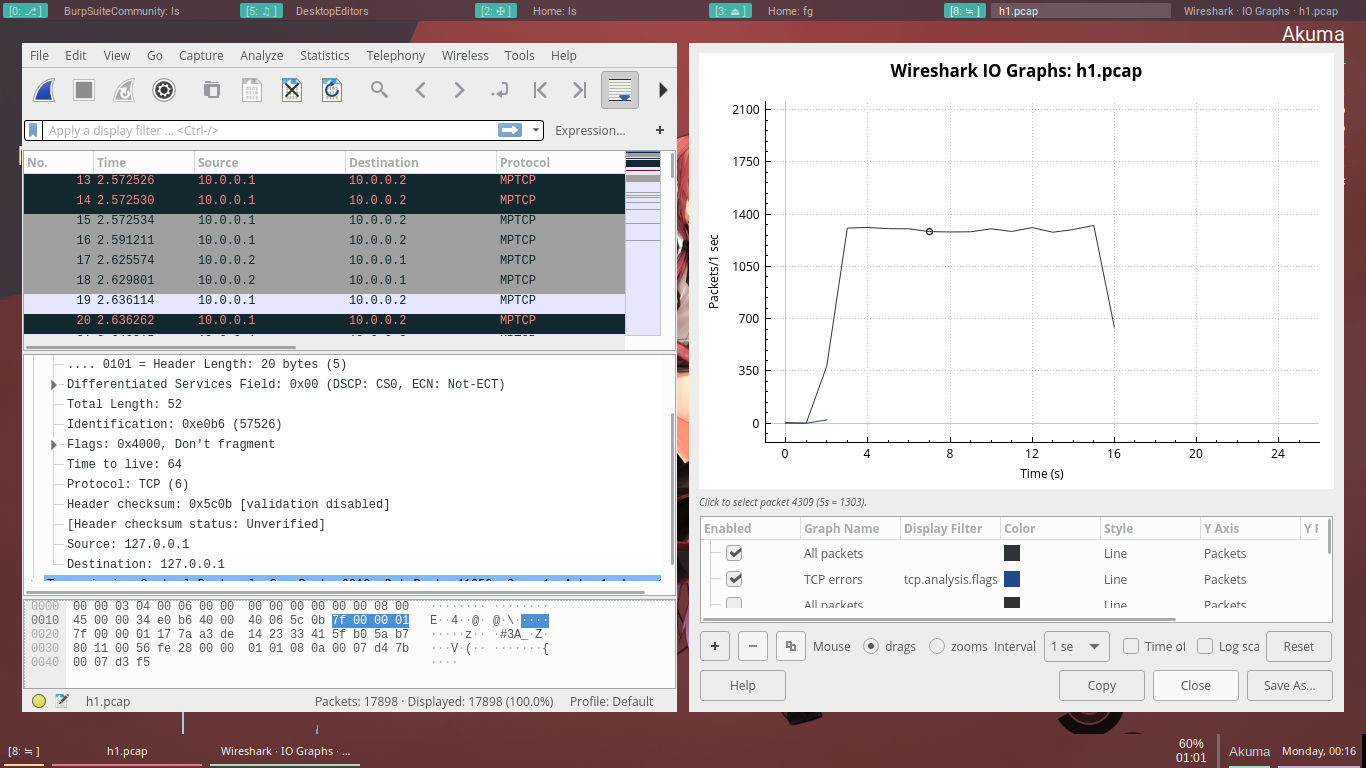 [0: ⎇ ] BurpSuiteCommunity: ls [5: ♫ ] DesktopEditors [2: ✠ ] Home: ls [3: ⏏ ] Home: fg [8: ≒ ] h1.pcap Wireshark · IO Graphs · h1.pcap
Akuma
File Edit View Go Capture Analyze Statistics Telephony Wireless Tools Help
Apply a display filter ... <Ctrl-/> Expression... +
No. Time Source Destination Protocol
13 2.572526 10.0.0.1 10.0.0.2 MPTCP
14 2.572530 10.0.0.1 10.0.0.2 MPTCP
15 2.572534 10.0.0.1 10.0.0.2 MPTCP
16 2.591211 10.0.0.1 10.0.0.2 MPTCP
17 2.625574 10.0.0.2 10.0.0.1 MPTCP
18 2.629801 10.0.0.2 10.0.0.1 MPTCP
19 2.636114 10.0.0.1 10.0.0.2 MPTCP
20 2.636262 10.0.0.1 10.0.0.2 MPTCP
.... 0101 = Header Length: 20 bytes (5)
Differentiated Services Field: 0x00 (DSCP: CS0, ECN: Not-ECT)
Total Length: 52
Identification: 0xe0b6 (57526)
Flags: 0x4000, Don't fragment
Time to live: 64
Protocol: TCP (6)
Header checksum: 0x5c0b [validation disabled]
[Header checksum status: Unverified]
Source: 127.0.0.1
Destination: 127.0.0.1
0000 00 00 03 04 00 06 00 00 00 00 00 00 00 00 08 00 ········ ········
0010 45 00 00 34 e0 b6 40 00 40 06 5c 0b 7f 00 00 01 E··4··@· @·\·····
0020 7f 00 00 01 17 7a a3 de 14 23 33 41 5f b0 5a b7 ·····z·· ·#3A_·Z·
0030 80 11 00 56 fe 28 00 00 01 01 08 0a 00 07 d4 7b ···V·(·· ·······{
0040 00 07 d3 f5 ····
h1.pcap Packets: 17898 · Displayed: 17898 (100.0%) Profile: Default
Wireshark IO Graphs: h1.pcap
2100
1750
1400
1050
700
350
0
Packets/1 sec
0 4 8 12 16 20 24
Time (s)
Click to select packet 4309 (5s = 1303).
Enabled Graph Name Display Filter Color Style Y Axis Y F
All packets Line Packets
TCP errors tcp.analysis.flags Line Packets
All packets Line Packets
+ − Mouse drags zooms Interval 1 se Time of Log sca Reset
Help Copy Close Save As...
[8: ≒ ] h1.pcap Wireshark · IO Graphs · ... 60%
01:01 Akuma Monday, 00:16